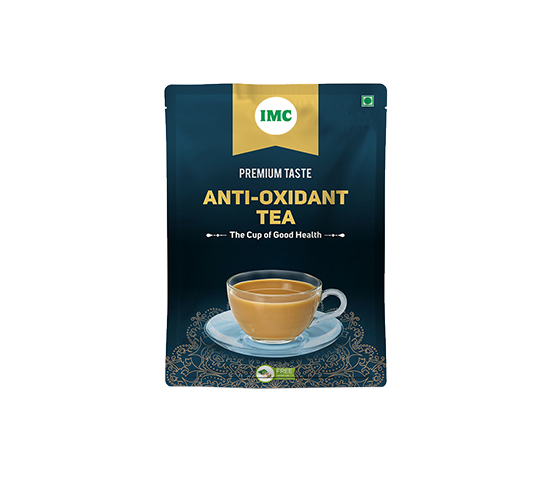 IMC
PREMIUM TASTE
ANTI-OXIDANT
TEA
The Cup of Good Health
FREE